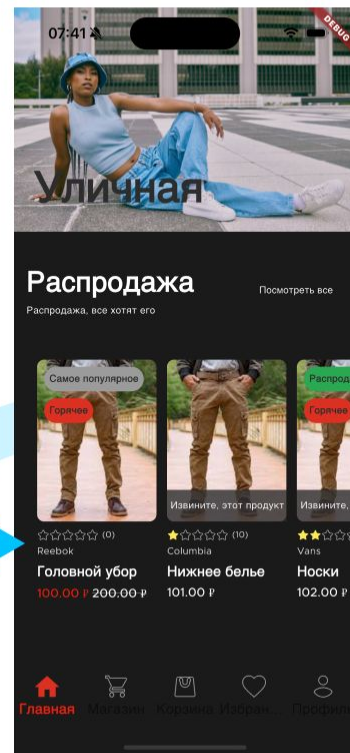 07:41
DEBUG
Уличная
Распродажа
Посмотреть все
Распродажа, все хотят его
Самое популярное
Горячее
Распрод
Горячее
Извините, этот продукт
Извините,
(0)
(10)
Reebok
Columbia
Vans
Головной убор
Нижнее белье
Носки
100.00 ₽ 200.00 ₽
101.00 ₽
102.00 ₽
Главная Магазин Корзина Избран... Профиль